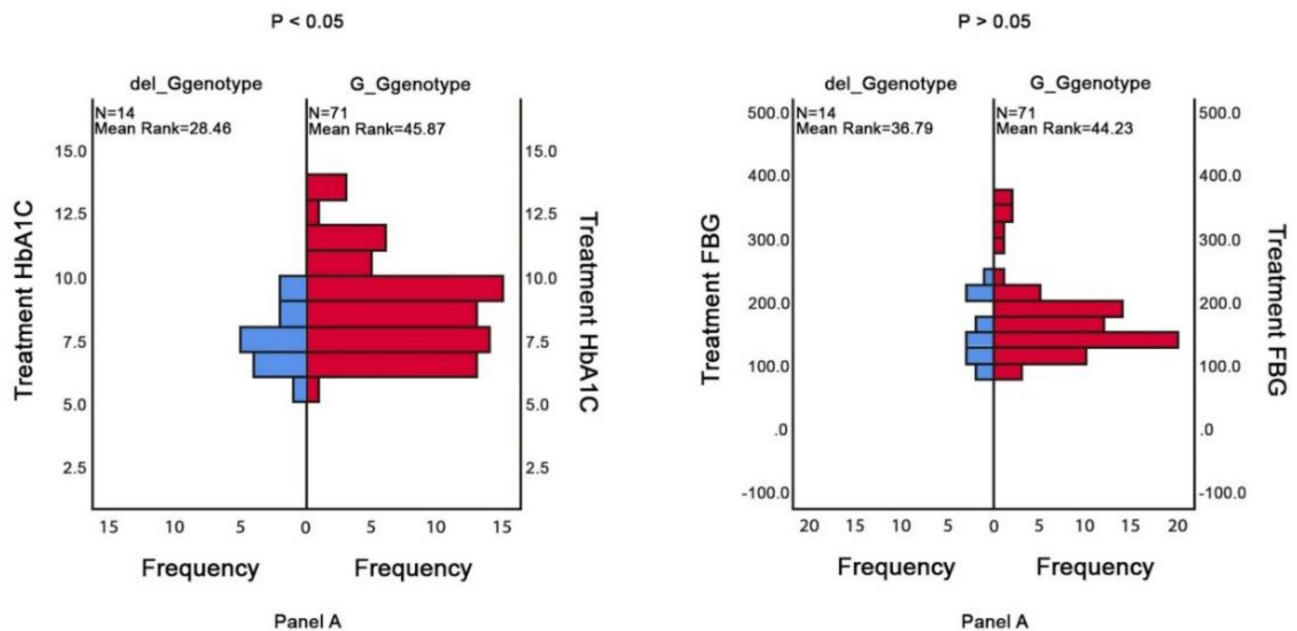 P < 0.05
del_Ggenotype
G_Ggenotype
N=14
Mean Rank=28.46
N=71
Mean Rank=45.87
Treatment HbA1C
15.0
12.5
10.0
7.5
5.0
2.5
15.0
12.5
10.0
7.5
5.0
2.5
Treatment HbA1C
15 10 5 0 5 10 15
Frequency
Frequency
Panel A
P > 0.05
del_Ggenotype
G_Ggenotype
N=14
Mean Rank=36.79
N=71
Mean Rank=44.23
Treatment FBG
500.0
400.0
300.0
200.0
100.0
.0
-100.0
500.0
400.0
300.0
200.0
100.0
.0
-100.0
Treatment FBG
20 15 10 5 0 5 10 15 20
Frequency
Frequency
Panel A